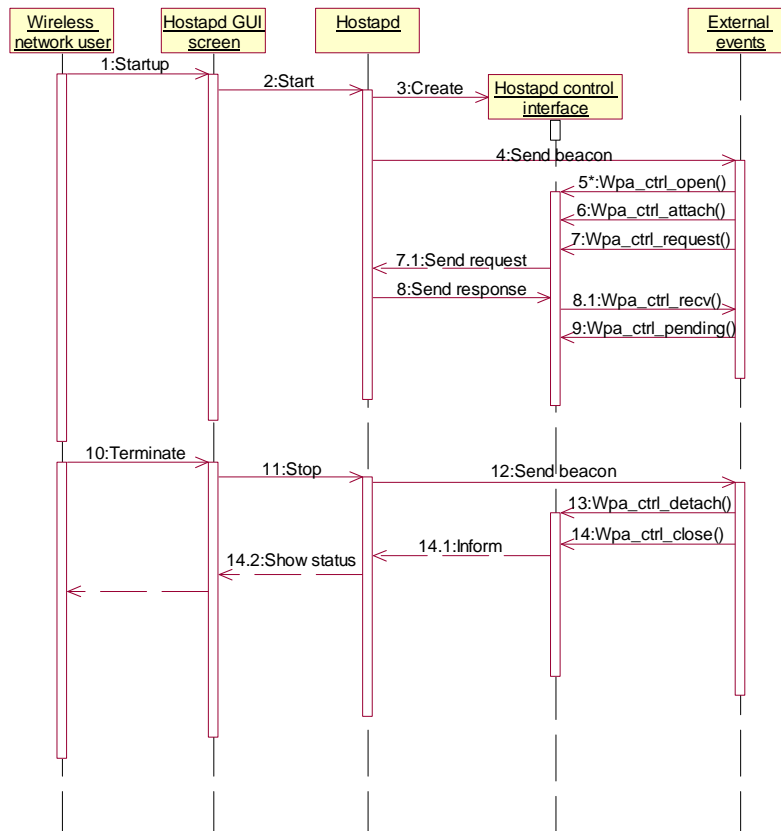 Wireless
network user
Hostapd GUI
screen
Hostapd
External
events
1:Startup
2:Start
3:Create
Hostapd control
interface
4:Send beacon
5*:Wpa_ctrl_open()
6:Wpa_ctrl_attach()
7:Wpa_ctrl_request()
7.1:Send request
8:Send response
8.1:Wpa_ctrl_recv()
9:Wpa_ctrl_pending()
10:Terminate
11:Stop
12:Send beacon
13:Wpa_ctrl_detach()
14:Wpa_ctrl_close()
14.1:Inform
14.2:Show status